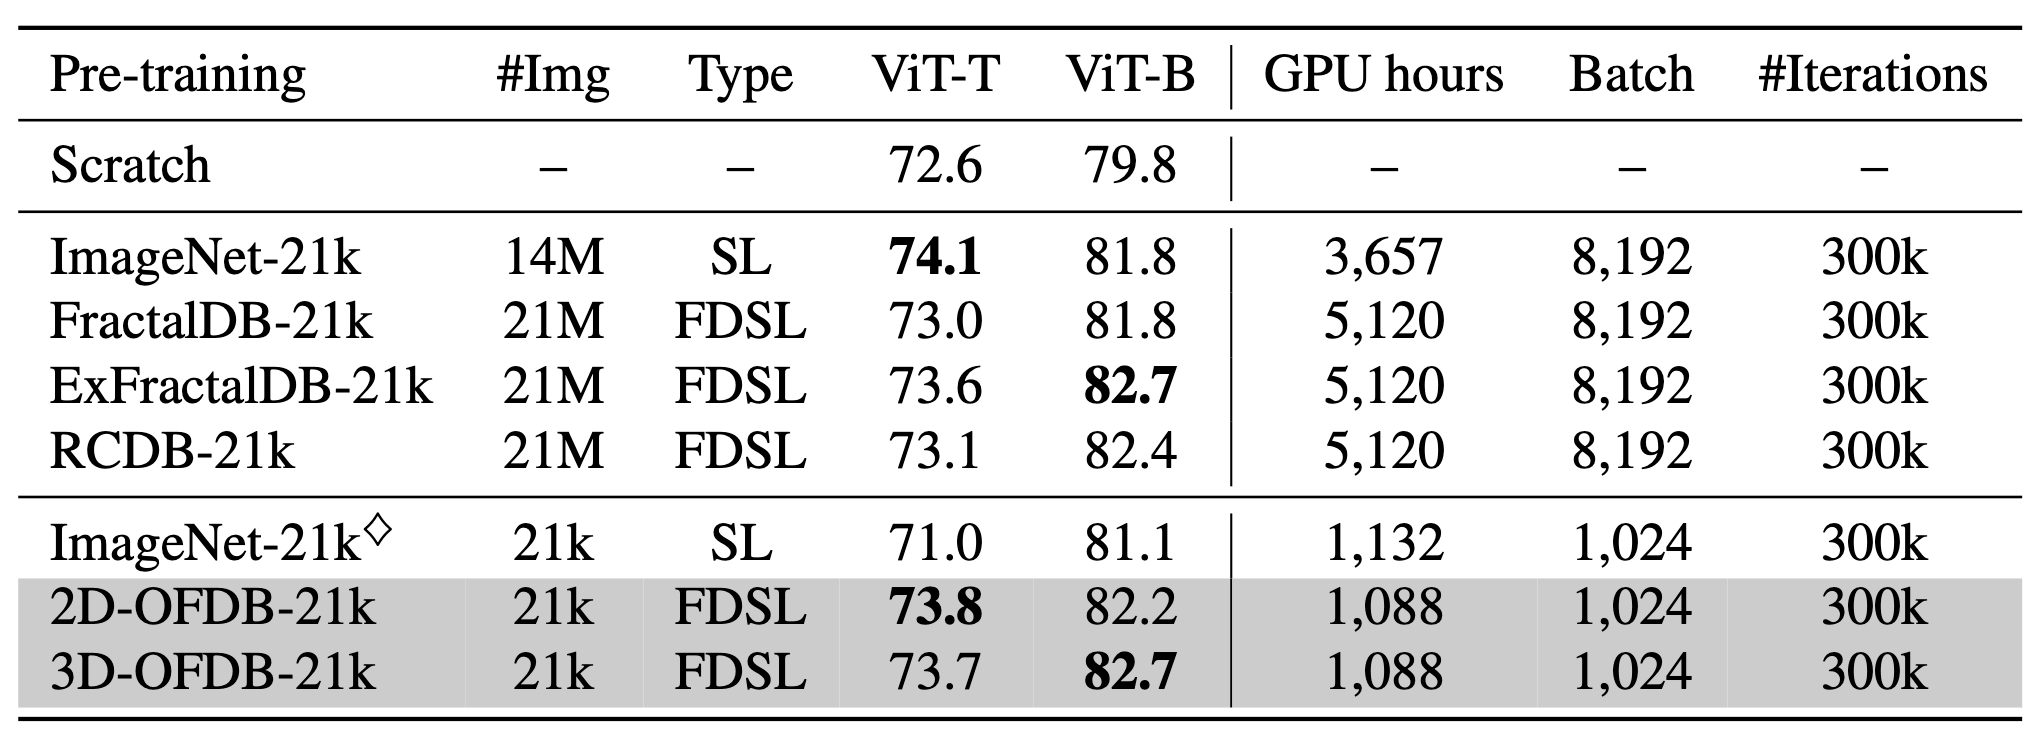 Pre-training #Img Type ViT-T ViT-B GPU hours Batch #Iterations
Scratch – – 72.6 79.8 – – –
ImageNet-21k 14M SL 74.1 81.8 3,657 8,192 300k
FractalDB-21k 21M FDSL 73.0 81.8 5,120 8,192 300k
ExFractalDB-21k 21M FDSL 73.6 82.7 5,120 8,192 300k
RCDB-21k 21M FDSL 73.1 82.4 5,120 8,192 300k
ImageNet-21k◇ 21k SL 71.0 81.1 1,132 1,024 300k
2D-OFDB-21k 21k FDSL 73.8 82.2 1,088 1,024 300k
3D-OFDB-21k 21k FDSL 73.7 82.7 1,088 1,024 300k